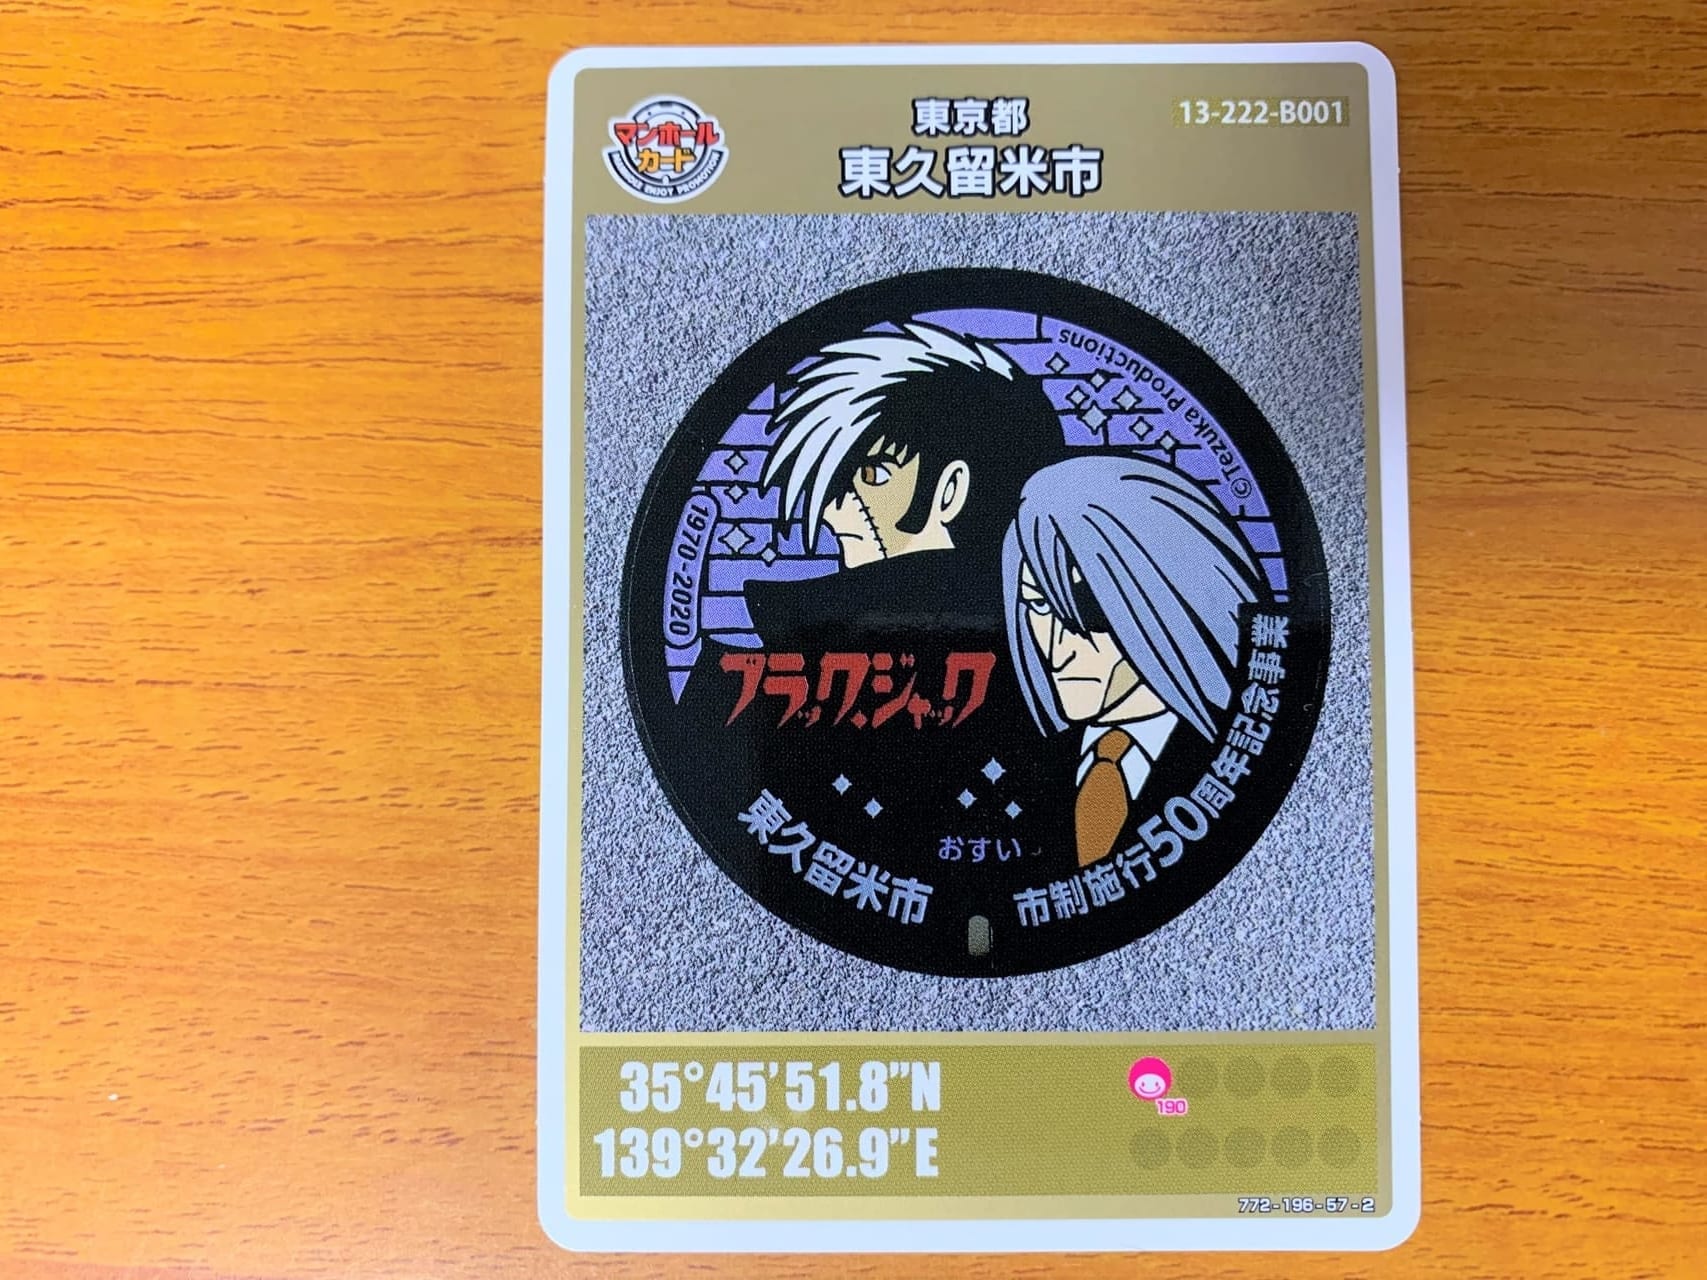 マンホール
カード
MANHOLE ENJOY PROMOTION
東京都
東久留米市
13-222-B001
©Tezuka Productions
1970-2020
ブラック・ジャック
おすい
東久留米市
市制施行50周年記念事業
35°45'51.8"N
139°32'26.9"E
190
772-196-57-2